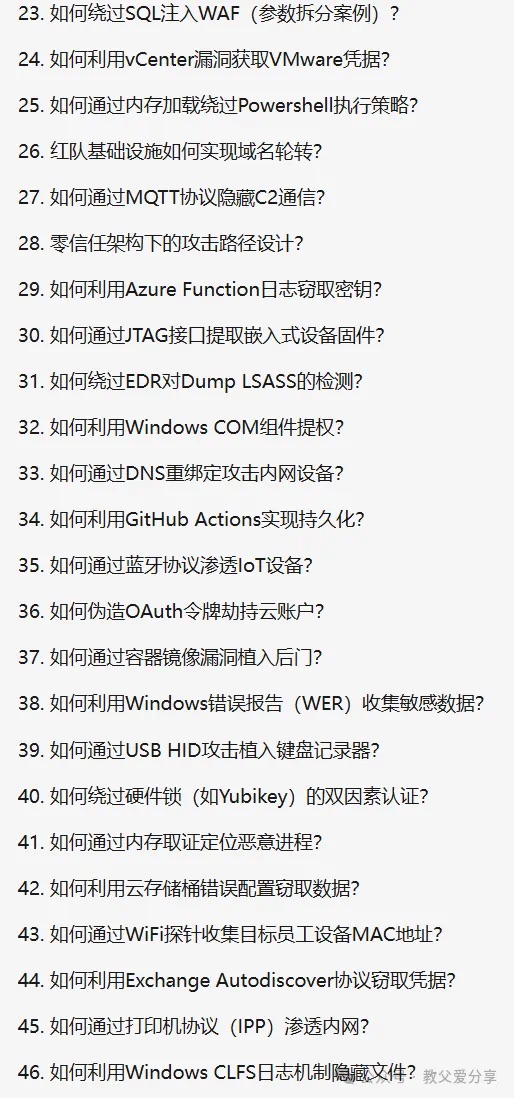 23. 如何绕过SQL注入WAF（参数拆分案例）？
24. 如何利用vCenter漏洞获取VMware凭据？
25. 如何通过内存加载绕过Powershell执行策略？
26. 红队基础设施如何实现域名轮转？
27. 如何通过MQTT协议隐藏C2通信？
28. 零信任架构下的攻击路径设计？
29. 如何利用Azure Function日志窃取密钥？
30. 如何通过JTAG接口提取嵌入式设备固件？
31. 如何绕过EDR对Dump LSASS的检测？
32. 如何利用Windows COM组件提权？
33. 如何通过DNS重绑定攻击内网设备？
34. 如何利用GitHub Actions实现持久化？
35. 如何通过蓝牙协议渗透IoT设备？
36. 如何伪造OAuth令牌劫持云账户？
37. 如何通过容器镜像漏洞植入后门？
38. 如何利用Windows错误报告（WER）收集敏感数据？
39. 如何通过USB HID攻击植入键盘记录器？
40. 如何绕过硬件锁（如Yubikey）的双因素认证？
41. 如何通过内存取证定位恶意进程？
42. 如何利用云存储桶错误配置窃取数据？
43. 如何通过WiFi探针收集目标员工设备MAC地址？
44. 如何利用Exchange Autodiscover协议窃取凭据？
45. 如何通过打印机协议（IPP）渗透内网？
46. 如何利用Windows CLFS日志机制隐藏文件？
公众号 · 教父爱分享